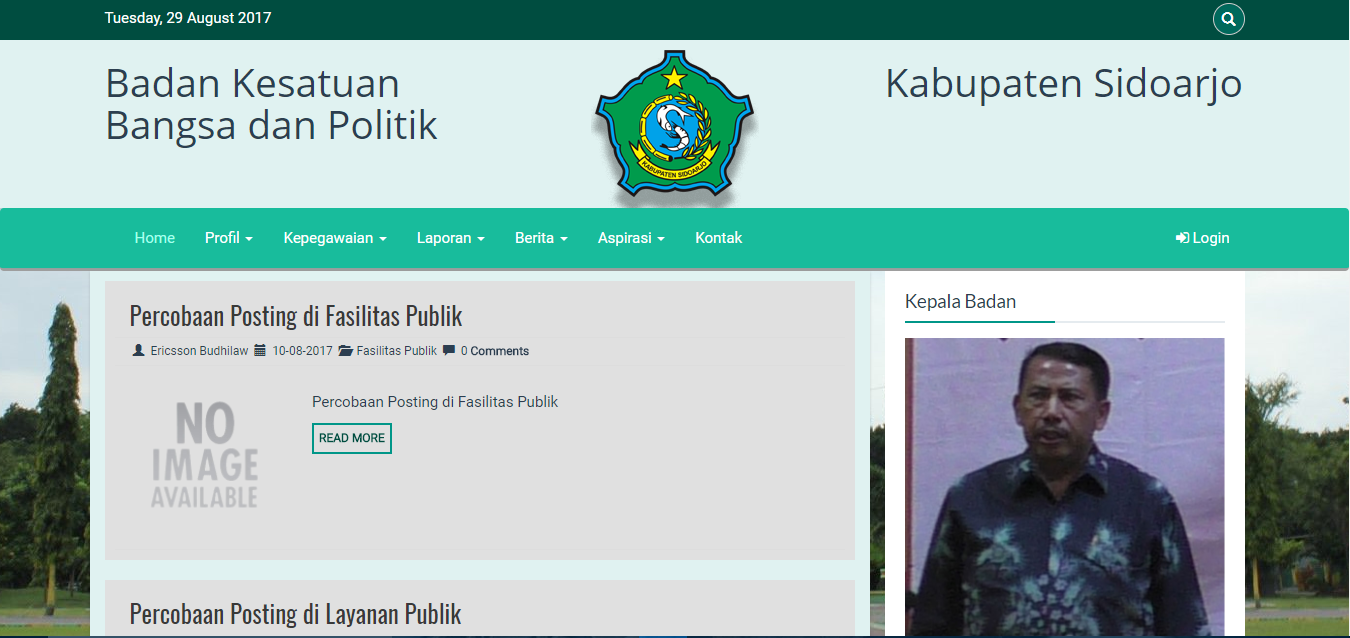 Tuesday, 29 August 2017
Badan Kesatuan
Bangsa dan Politik
KABUPATEN SIDOARJO
Kabupaten Sidoarjo
Home Profil Kepegawaian Laporan Berita Aspirasi Kontak Login
Percobaan Posting di Fasilitas Publik
Ericsson Budhilaw 10-08-2017 Fasilitas Publik 0 Comments
NO
IMAGE
AVAILABLE
Percobaan Posting di Fasilitas Publik
READ MORE
Percobaan Posting di Layanan Publik
Kepala Badan